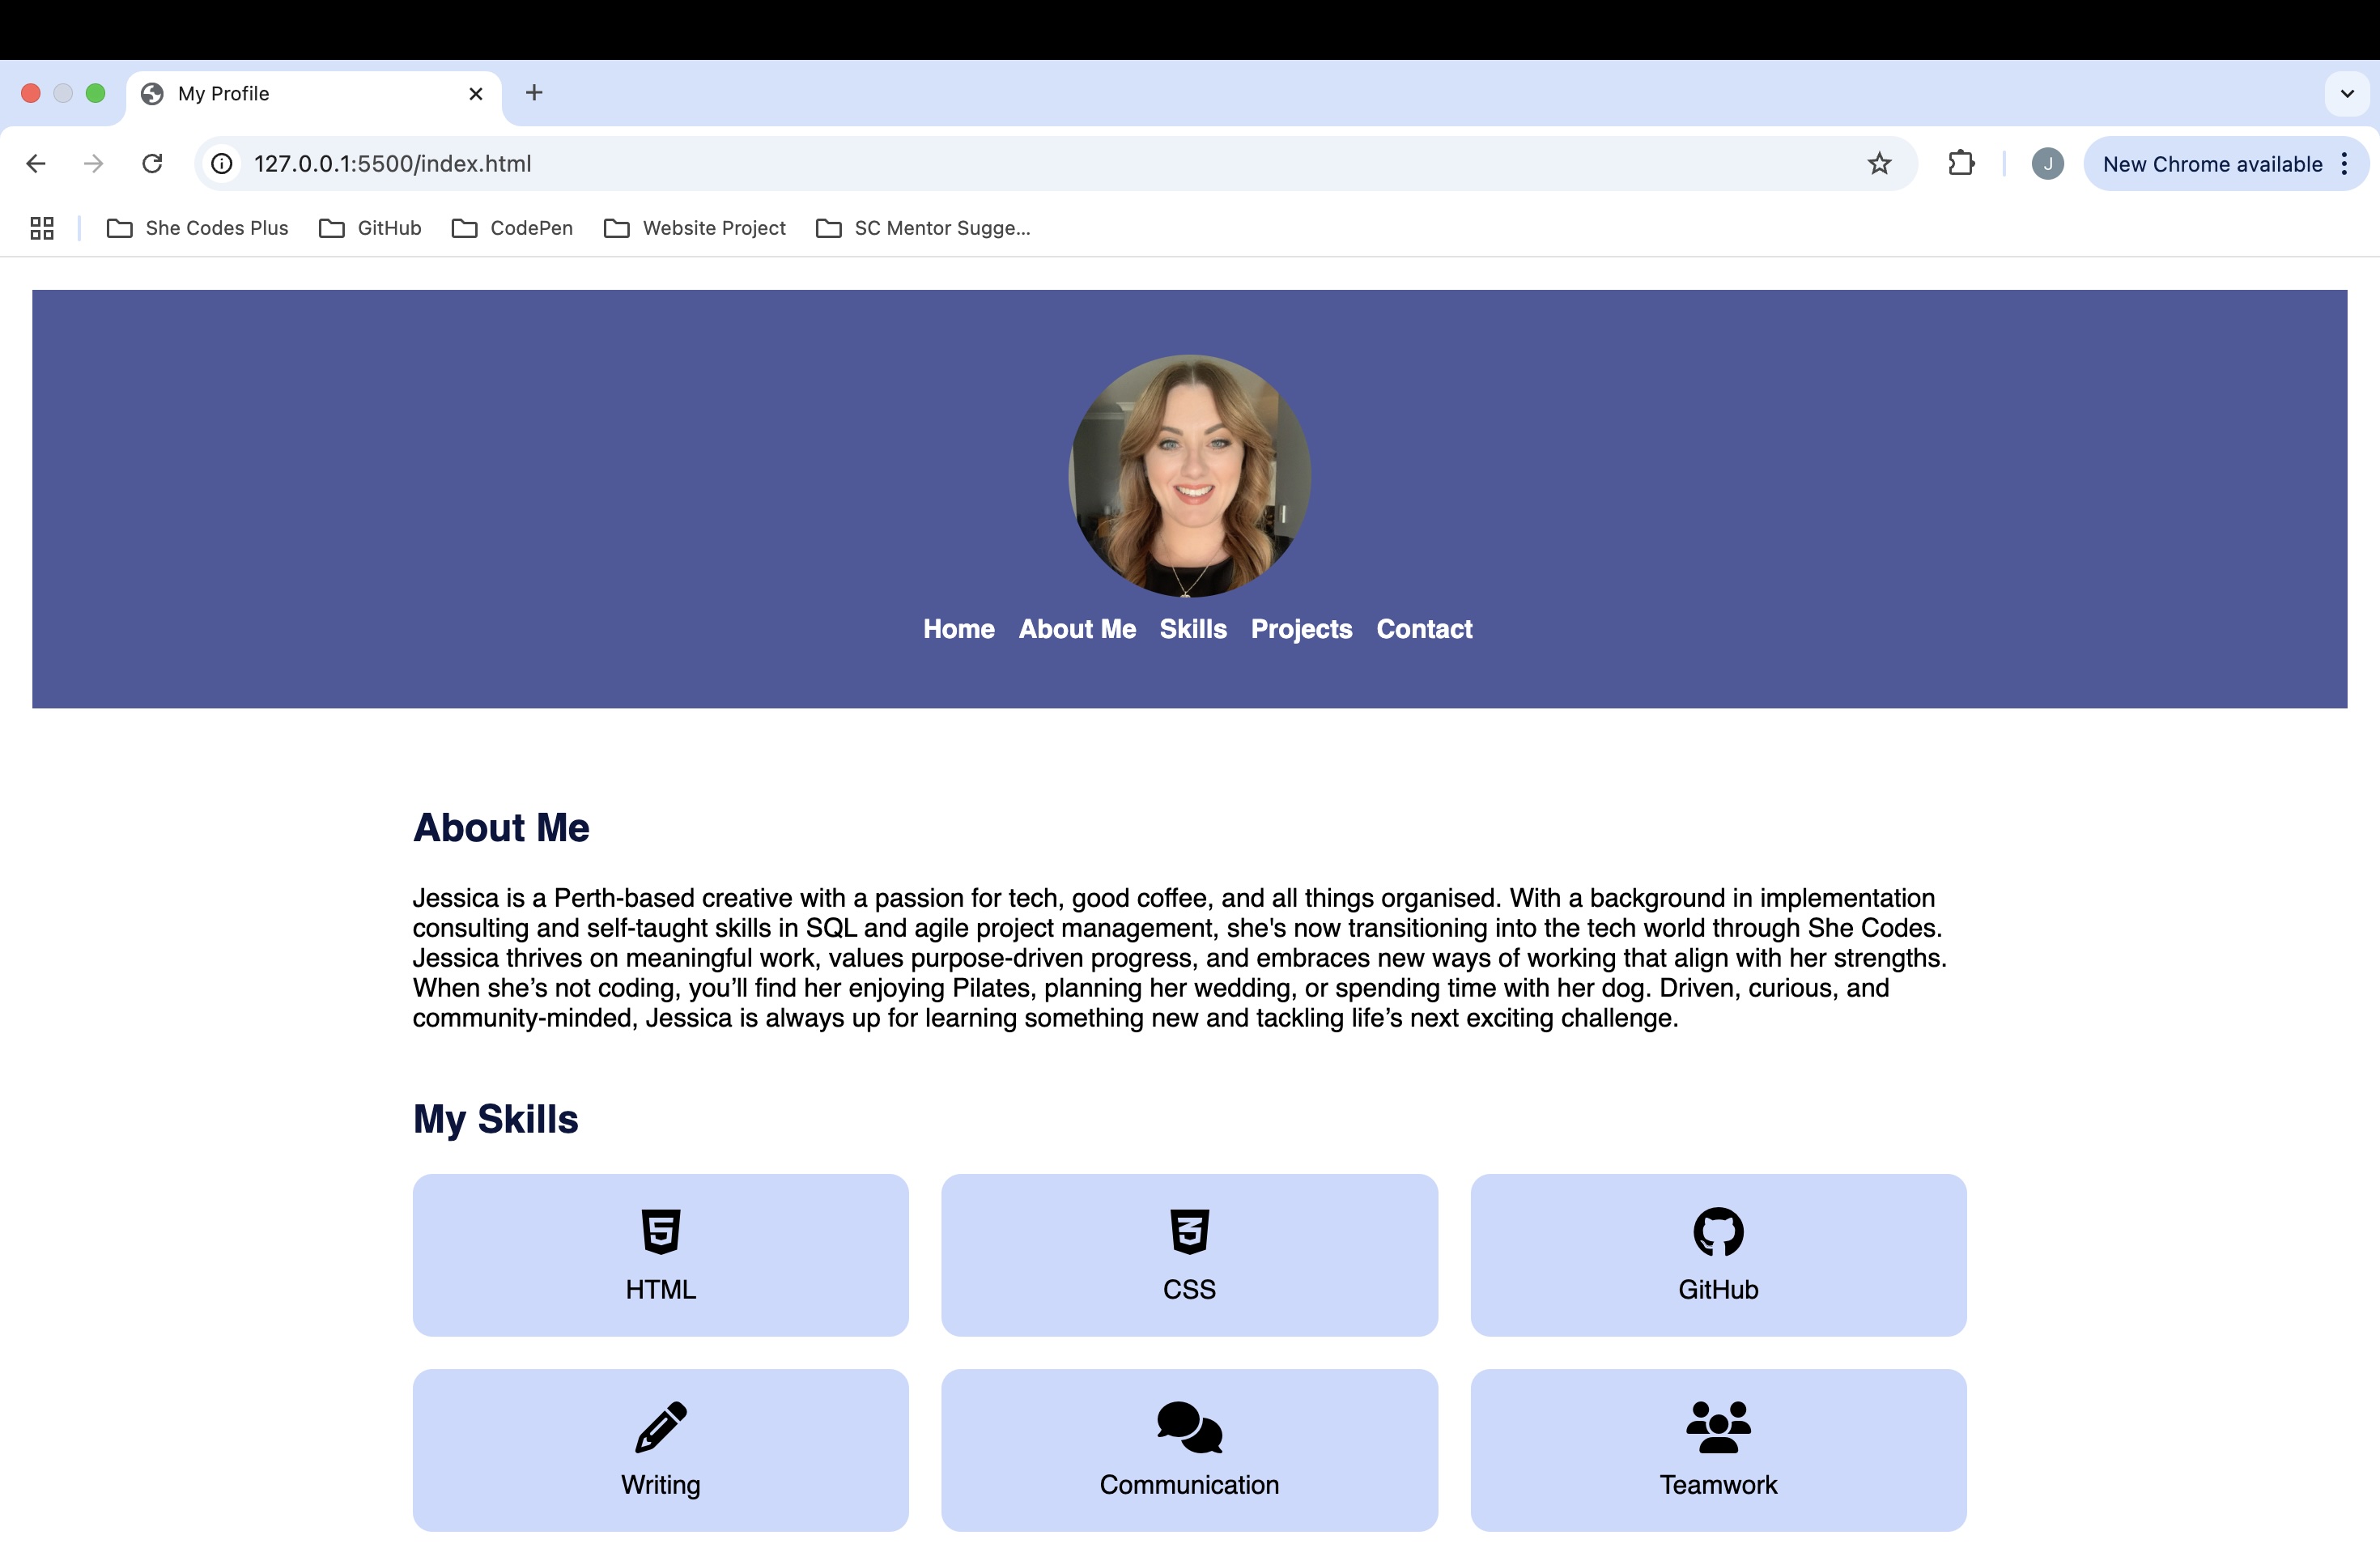 My Profile
127.0.0.1:5500/index.html
J
New Chrome available
She Codes Plus
GitHub
CodePen
Website Project
SC Mentor Sugge...
Home About Me Skills Projects Contact
About Me
Jessica is a Perth-based creative with a passion for tech, good coffee, and all things organised. With a background in implementation
consulting and self-taught skills in SQL and agile project management, she's now transitioning into the tech world through She Codes.
Jessica thrives on meaningful work, values purpose-driven progress, and embraces new ways of working that align with her strengths.
When she’s not coding, you’ll find her enjoying Pilates, planning her wedding, or spending time with her dog. Driven, curious, and
community-minded, Jessica is always up for learning something new and tackling life’s next exciting challenge.
My Skills
HTML
CSS
GitHub
Writing
Communication
Teamwork